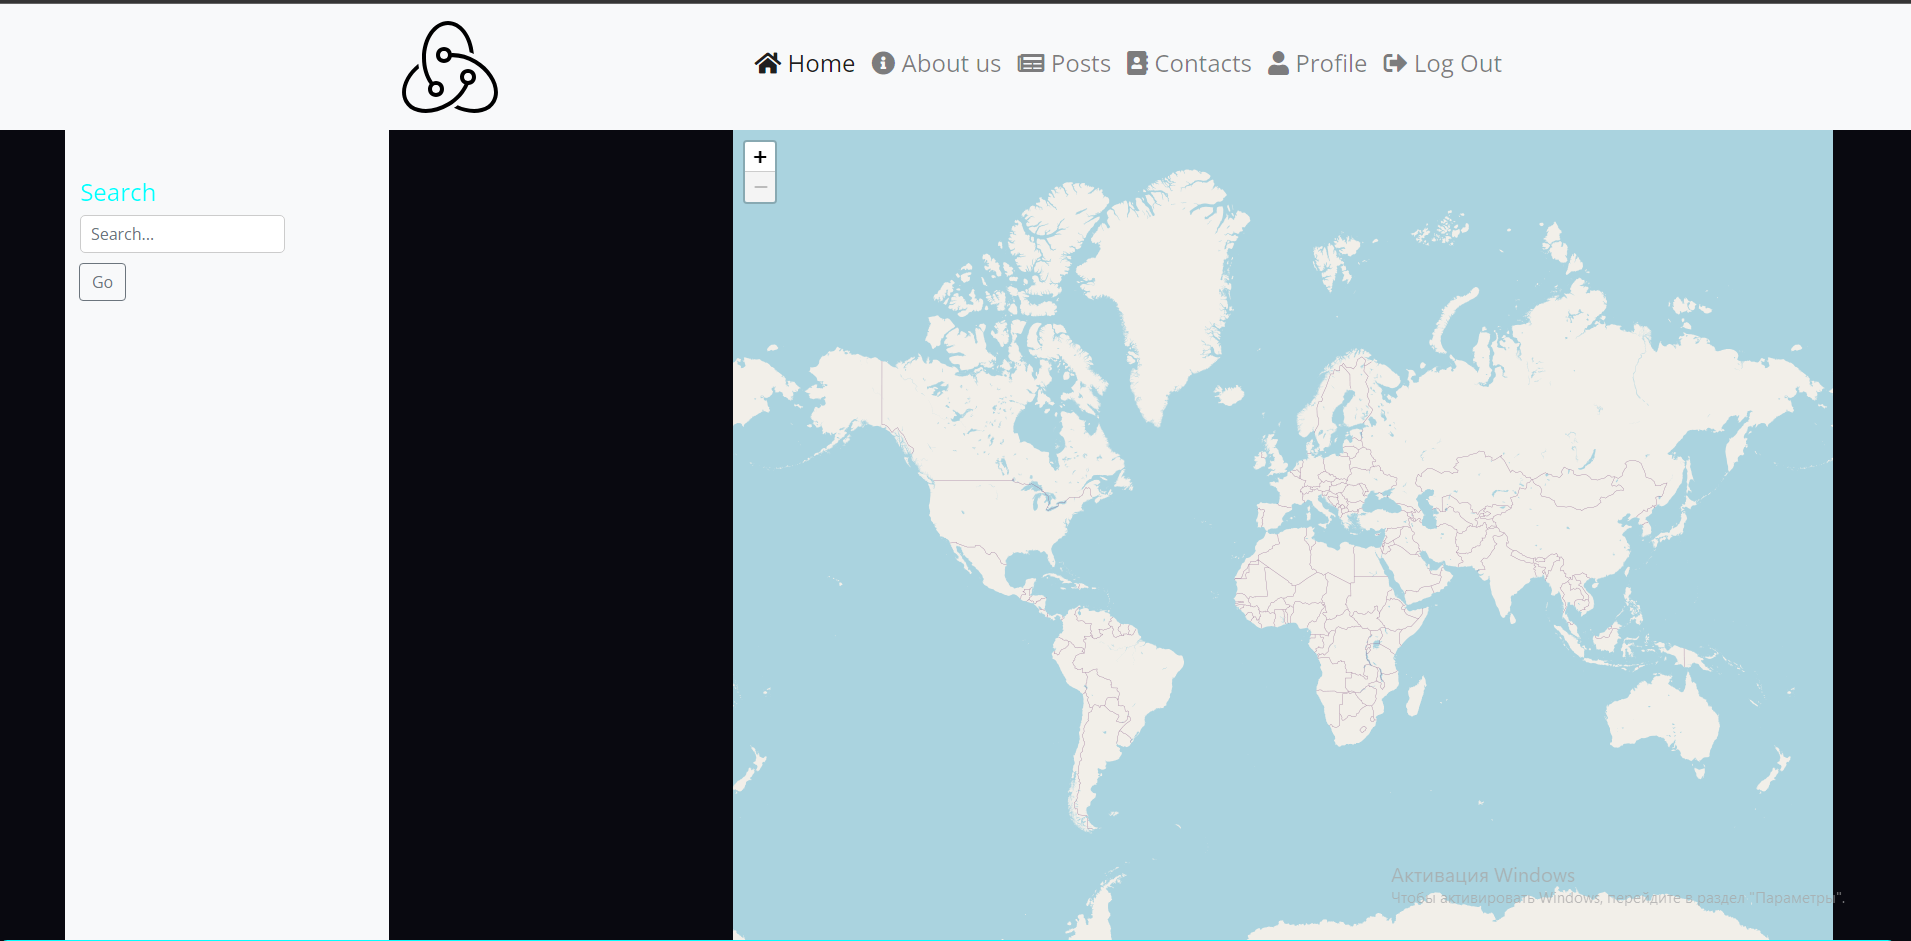 Home About us Posts Contacts Profile Log Out
Search
Search...
Go
+
−
Активация Windows
Чтобы активировать Windows, перейдите в раздел "Параметры".